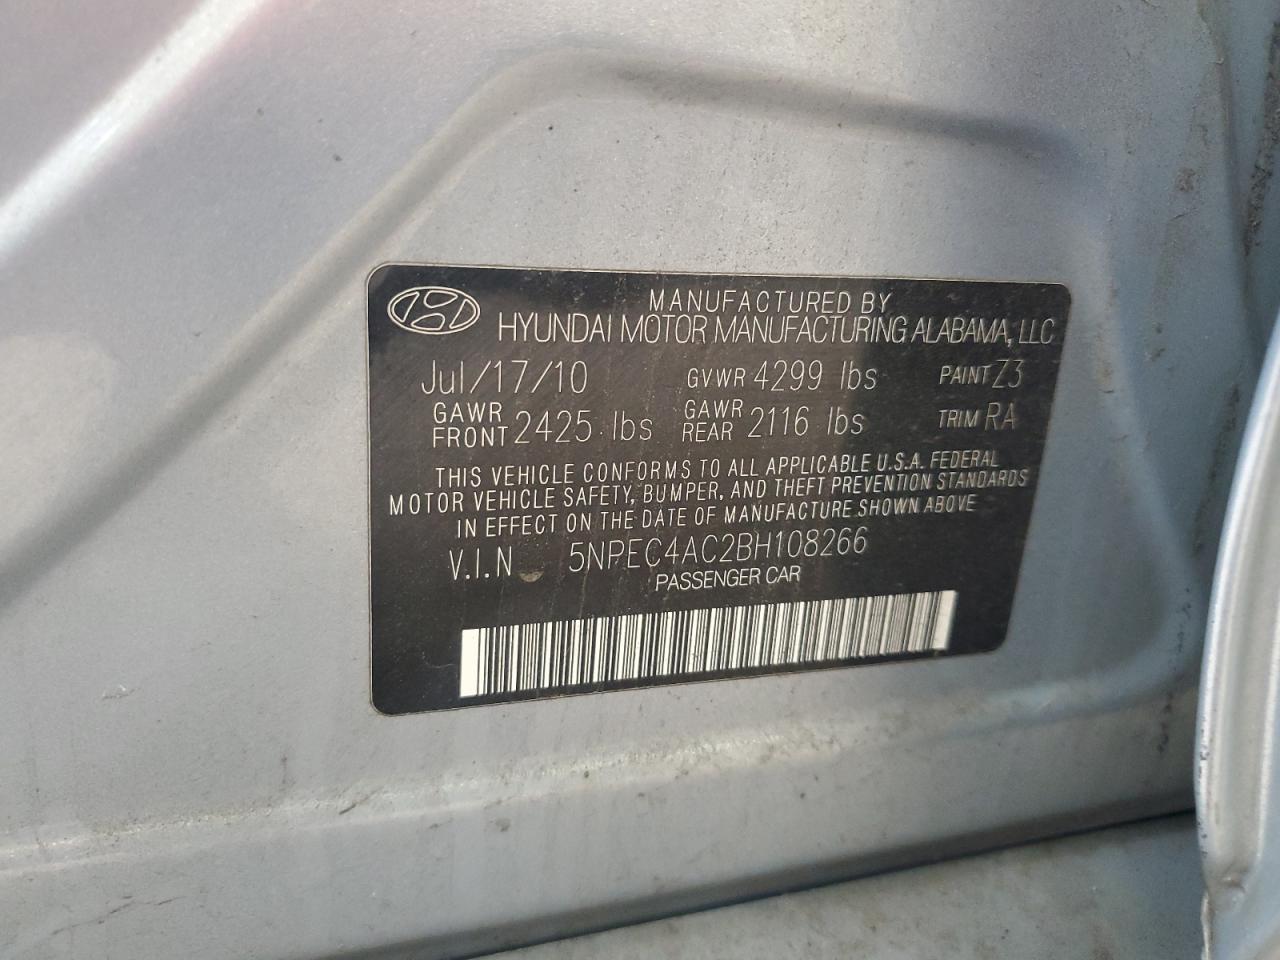 MANUFACTURED BY
HYUNDAI MOTOR MANUFACTURING ALABAMA, LLC
Jul/17/10 GVWR 4299 lbs PAINT Z3
GAWR FRONT 2425 lbs GAWR REAR 2116 lbs TRIM RA
THIS VEHICLE CONFORMS TO ALL APPLICABLE U.S.A. FEDERAL
MOTOR VEHICLE SAFETY, BUMPER, AND THEFT PREVENTION STANDARDS
IN EFFECT ON THE DATE OF MANUFACTURE SHOWN ABOVE
V.I.N 5NPEC4AC2BH108266
PASSENGER CAR